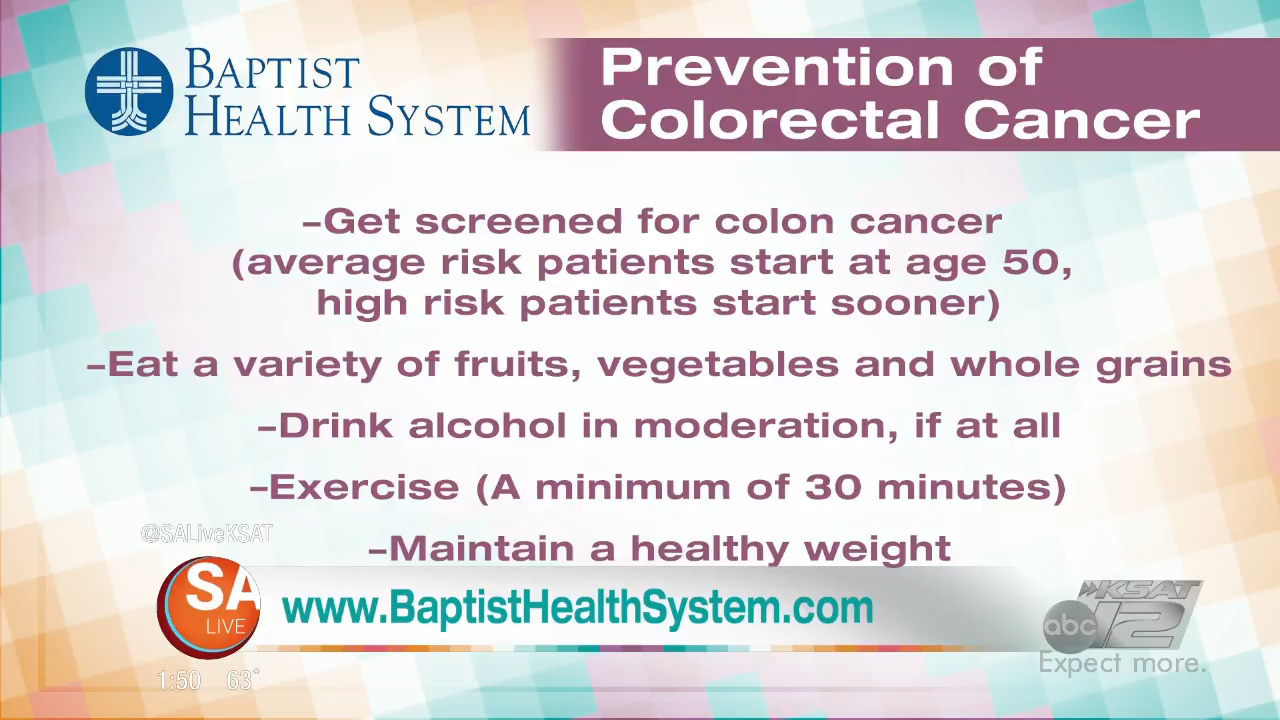 BAPTIST
HEALTH SYSTEM
Prevention of
Colorectal Cancer
–Get screened for colon cancer
(average risk patients start at age 50,
high risk patients start sooner)
–Eat a variety of fruits, vegetables and whole grains
–Drink alcohol in moderation, if at all
–Exercise (A minimum of 30 minutes)
–Maintain a healthy weight
@SALiveKSAT
SA
LIVE
www.BaptistHealthSystem.com
KSAT
abc 12
Expect more.
1:50 63°